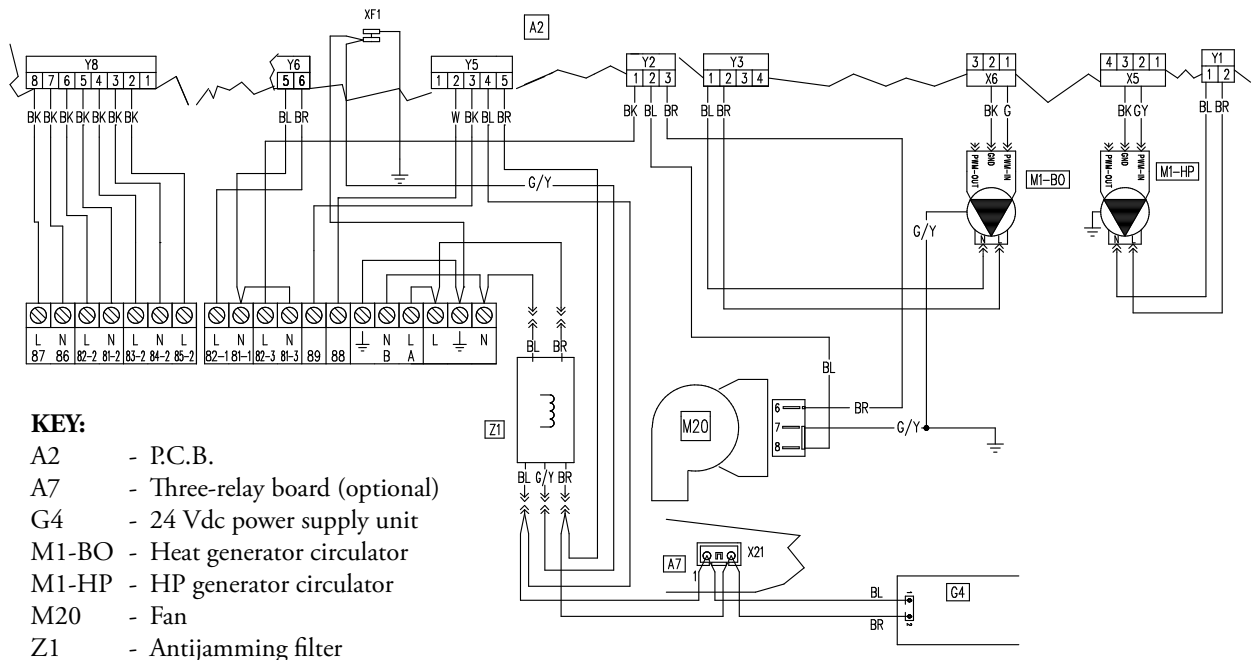 XF1
A2
Y8
8 7 6 5 4 3 2 1
Y6
5 6
Y5
1 2 3 4 5
Y2
1 2 3
Y3
1 2 3 4
3 2 1
X6
4 3 2 1
X5
Y1
1 2
BK BK BK BK BK BK BK
BL BR
W BK BL BR
BK BL BR
BL BR
BK G
BK GY
BL BR
PWM-OUT
GND
PWM-IN
M1-BO
PWM-OUT
GND
PWM-IN
M1-HP
G/Y
G/Y
N L
N L
L N L N L N L
87 86 82-2 81-2 83-2 84-2 85-2
L N L N
82-1 81-1 82-3 81-3 89 88
N L L N
B A
BL BR
Z1
BL G/Y BR
BL
M20
6
7
8
BR
G/Y
A7
X21
1
BL
BR
1
2
G4
KEY:
A2 - P.C.B.
A7 - Three-relay board (optional)
G4 - 24 Vdc power supply unit
M1-BO - Heat generator circulator
M1-HP - HP generator circulator
M20 - Fan
Z1 - Antijamming filter